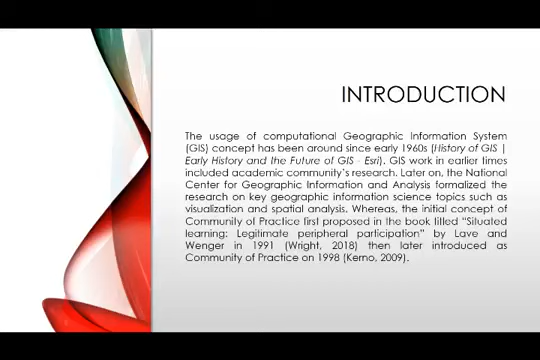 INTRODUCTION
The usage of computational Geographic Information System
(GIS) concept has been around since early 1960s (History of GIS |
Early History and the Future of GIS - Esri). GIS work in earlier times
included academic community's research. Later on, the National
Center for Geographic Information and Analysis formalized the
research on key geographic information science topics such as
visualization and spatial analysis. Whereas, the initial concept of
Community of Practice first proposed in the book titled "Situated
learning: Legitimate peripheral participation" by Lave and
Wenger in 1991 (Wright, 2018) then later introduced as
Community of Practice on 1998 (Kerno, 2009).